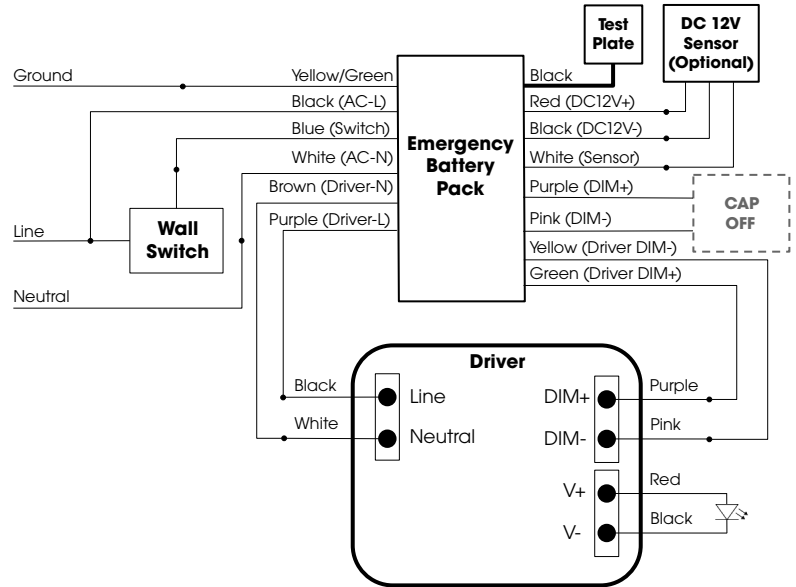 Test
Plate
DC 12V
Sensor
(Optional)
Ground
Yellow/Green
Black (AC-L)
Blue (Switch)
White (AC-N)
Brown (Driver-N)
Purple (Driver-L)
Line
Wall
Switch
Neutral
Emergency
Battery
Pack
Black
Red (DC12V+)
Black (DC12V-)
White (Sensor)
Purple (DIM+)
Pink (DIM-)
Yellow (Driver DIM-)
Green (Driver DIM+)
CAP
OFF
Driver
Black
Line
White
Neutral
DIM+
Purple
DIM-
Pink
V+
Red
V-
Black